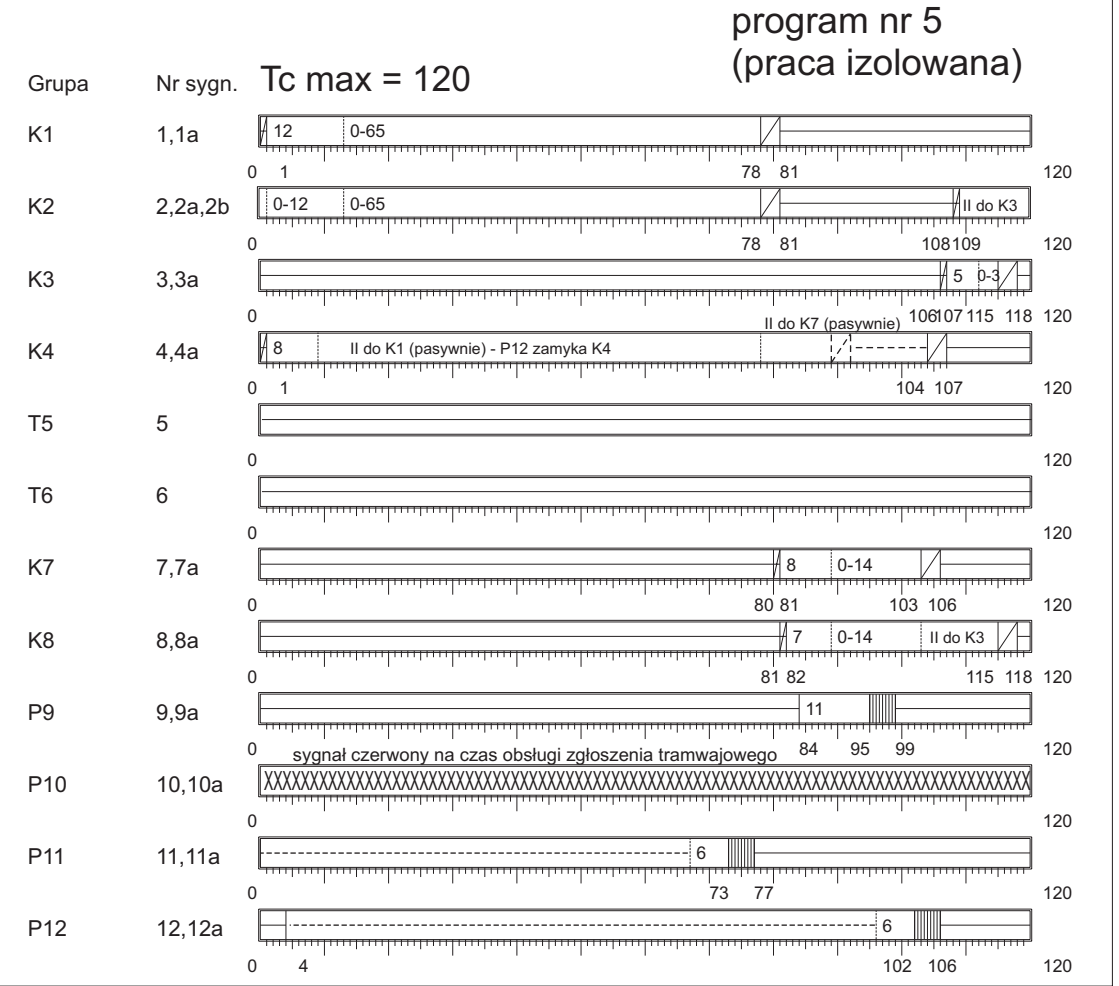 program nr 5
(praca izolowana)
Grupa Nr sygn. Tc max = 120
K1 1,1a 12 0-65
0 1 78 81 120
K2 2,2a,2b 0-12 0-65 II do K3
0 78 81 108 109 120
K3 3,3a 5 0-3
0 106 107 115 118 120
II do K7 (pasywnie)
K4 4,4a 8 II do K1 (pasywnie) - P12 zamyka K4
0 1 104 107 120
T5 5
0 120
T6 6
0 120
K7 7,7a 8 0-14
0 80 81 103 106 120
K8 8,8a 7 0-14 II do K3
0 81 82 115 118 120
P9 9,9a 11
0 84 95 99 120
sygnał czerwony na czas obsługi zgłoszenia tramwajowego
P10 10,10a XXXXXXXXXXXXXXXXXXXXXXXXXXXXXXXXXXXXXXXXXXXXXXXXXXXXXXXXXXXXXXXXXXXXXXXXXXXXXXXX
0 120
P11 11,11a 6
0 73 77 120
P12 12,12a 6
0 4 102 106 120